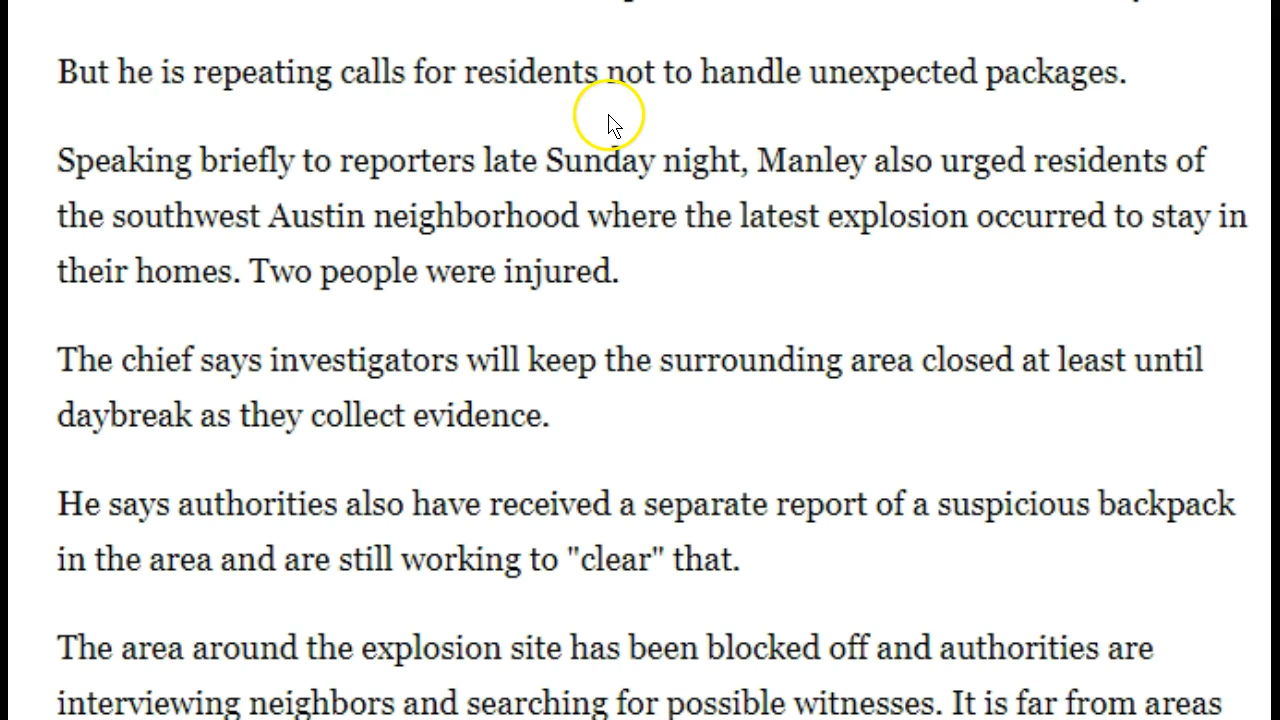 But he is repeating calls for residents not to handle unexpected packages.
Speaking briefly to reporters late Sunday night, Manley also urged residents of
the southwest Austin neighborhood where the latest explosion occurred to stay in
their homes. Two people were injured.
The chief says investigators will keep the surrounding area closed at least until
daybreak as they collect evidence.
He says authorities also have received a separate report of a suspicious backpack
in the area and are still working to "clear" that.
The area around the explosion site has been blocked off and authorities are
interviewing neighbors and searching for possible witnesses. It is far from areas